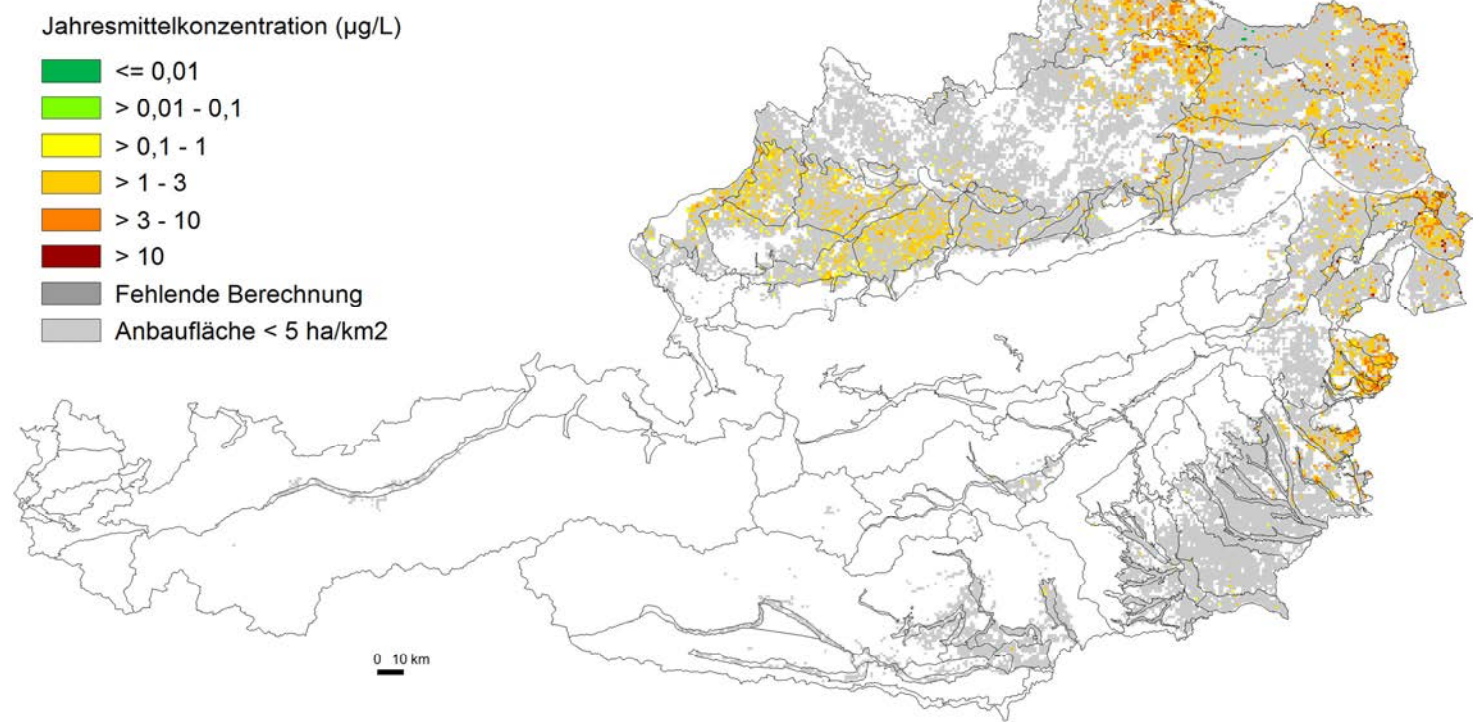 Jahresmittelkonzentration (µg/L)
<= 0,01
> 0,01 - 0,1
> 0,1 - 1
> 1 - 3
> 3 - 10
> 10
Fehlende Berechnung
Anbaufläche < 5 ha/km2
0 10 km